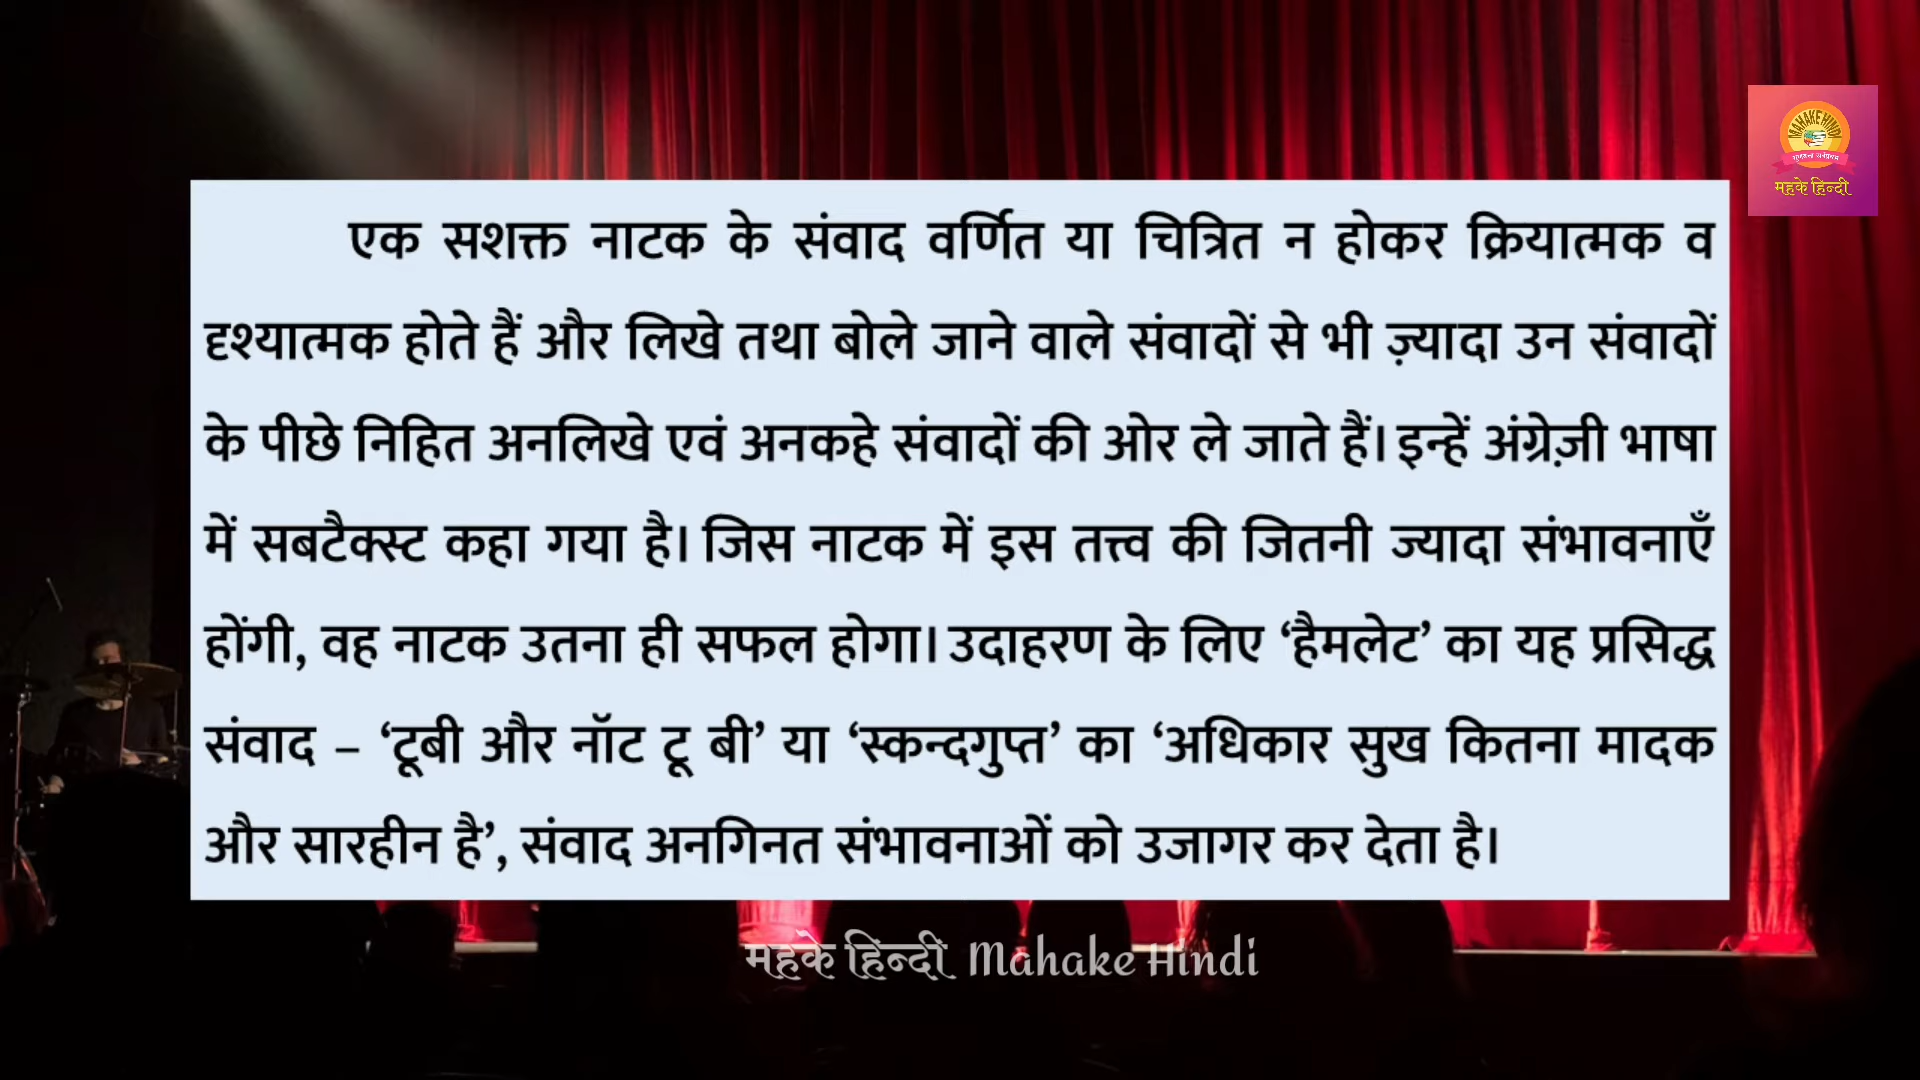 एक सशक्त नाटक के संवाद वर्णित या चित्रित न होकर क्रियात्मक व
दृश्यात्मक होते हैं और लिखे तथा बोले जाने वाले संवादों से भी ज़्यादा उन संवादों
के पीछे निहित अनलिखे एवं अनकहे संवादों की ओर ले जाते हैं। इन्हें अंग्रेज़ी भाषा
में सबटैक्स्ट कहा गया है। जिस नाटक में इस तत्त्व की जितनी ज्यादा संभावनाएँ
होंगी, वह नाटक उतना ही सफल होगा। उदाहरण के लिए ‘हैमलेट’ का यह प्रसिद्ध
संवाद – ‘टूबी और नॉट टू बी’ या ‘स्कन्दगुप्त’ का ‘अधिकार सुख कितना मादक
और सारहीन है’, संवाद अनगिनत संभावनाओं को उजागर कर देता है।
MAHAKE HINDI
महके हिन्दी
महके हिन्दी Mahake Hindi